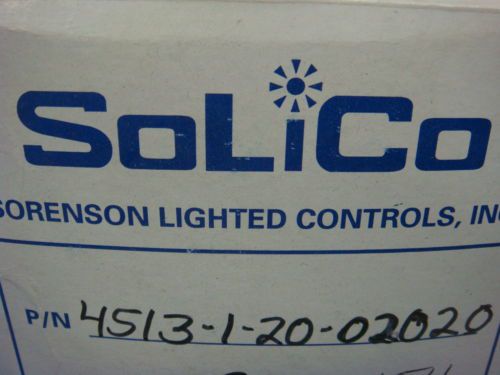 SoLiCo
SORENSON LIGHTED CONTROLS, INC
P/N 4513-1-20-02020